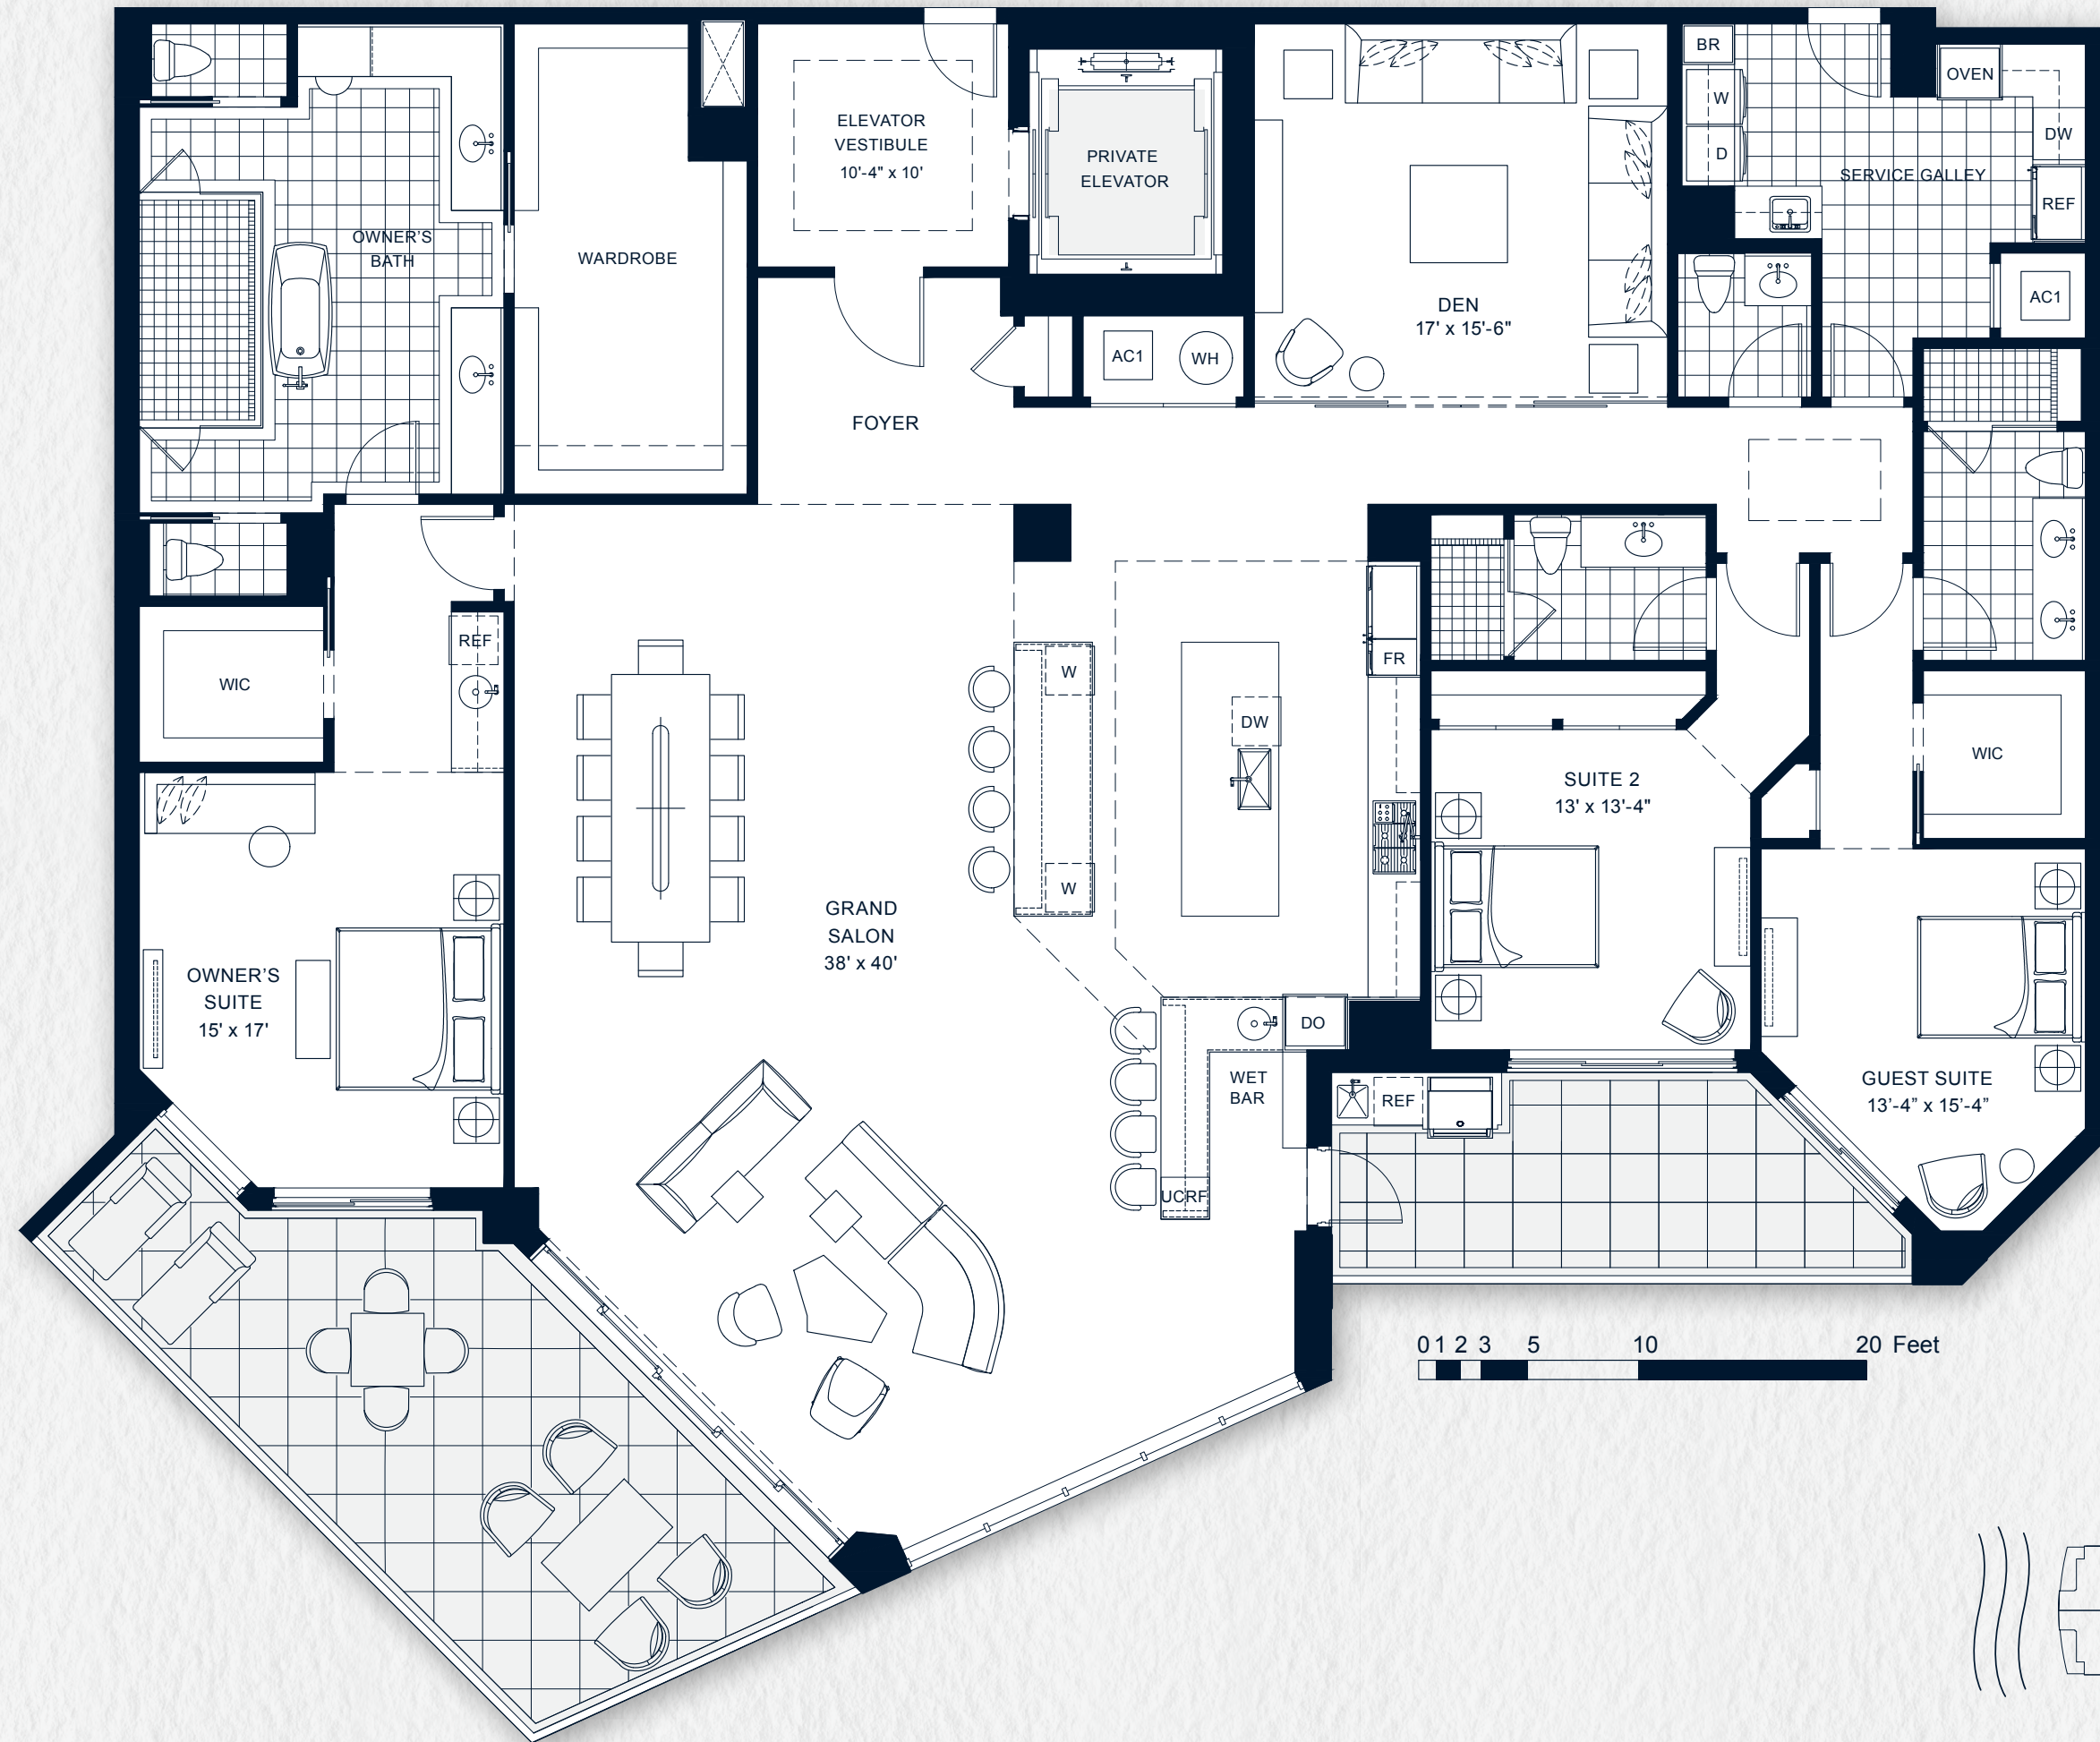 BR
OVEN
W
D
DW
SERVICE GALLEY
REF
AC1
ELEVATOR
VESTIBULE
10'-4" x 10'
PRIVATE
ELEVATOR
OWNER'S
BATH
WARDROBE
DEN
17' x 15'-6"
AC1
WH
FOYER
REF
WIC
W
DW
FR
W
SUITE 2
13' x 13'-4"
WIC
GRAND
SALON
38' x 40'
OWNER'S
SUITE
15' x 17'
DO
WET
BAR
UCRF
REF
GUEST SUITE
13'-4” x 15'-4”
0 1 2 3 5 10 20 Feet